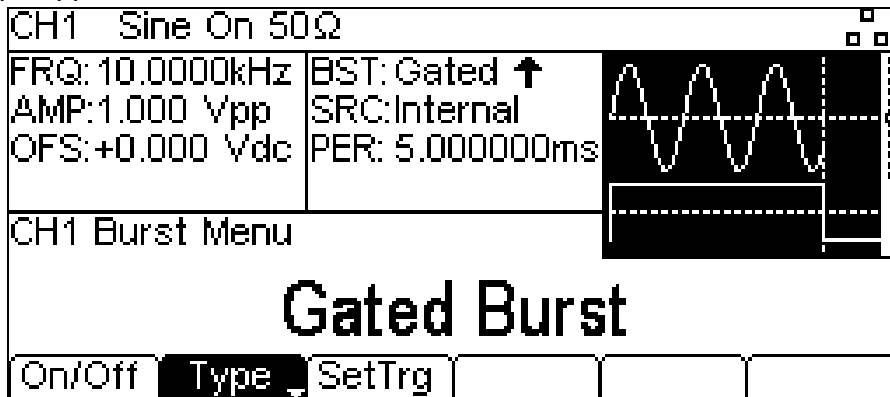 CH1 Sine On 50Ω
FRQ: 10.0000kHz
AMP:1.000 Vpp
OFS:+0.000 Vdc
BST: Gated ↑
SRC:Internal
PER: 5.000000ms
CH1 Burst Menu
Gated Burst
On/Off Type SetTrg